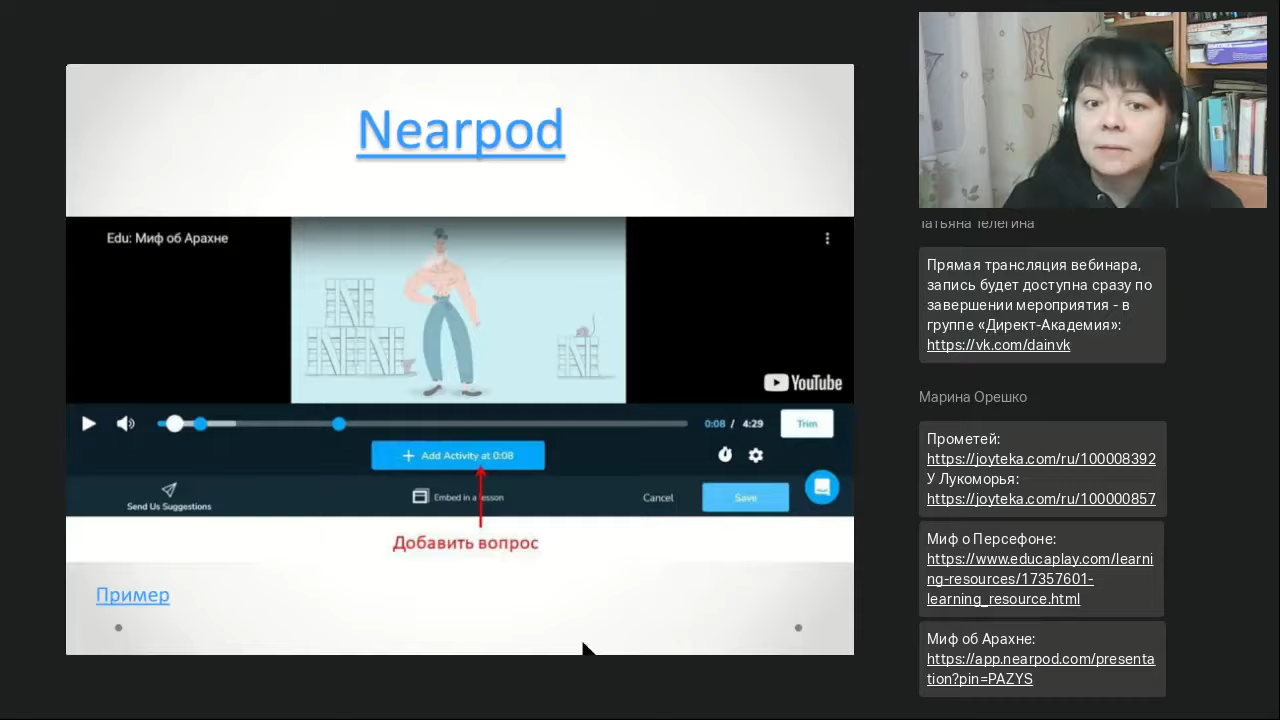 Nearpod
Edu: Миф об Арахне
YouTube
0:08 / 4:29
Trim
+ Add Activity at 0:08
Send Us Suggestions
Embed in a lesson
Cancel
Save
Добавить вопрос
Пример
Татьяна Телегина
Прямая трансляция вебинара,
запись будет доступна сразу по
завершении мероприятия - в
группе «Директ-Академия»:
https://vk.com/dainvk
Марина Орешко
Прометей:
https://joyteka.com/ru/100008392
У Лукоморья:
https://joyteka.com/ru/100000857
Миф о Персефоне:
https://www.educaplay.com/learni
ng-resources/17357601-
learning_resource.html
Миф об Арахне:
https://app.nearpod.com/presenta
tion?pin=PAZYS